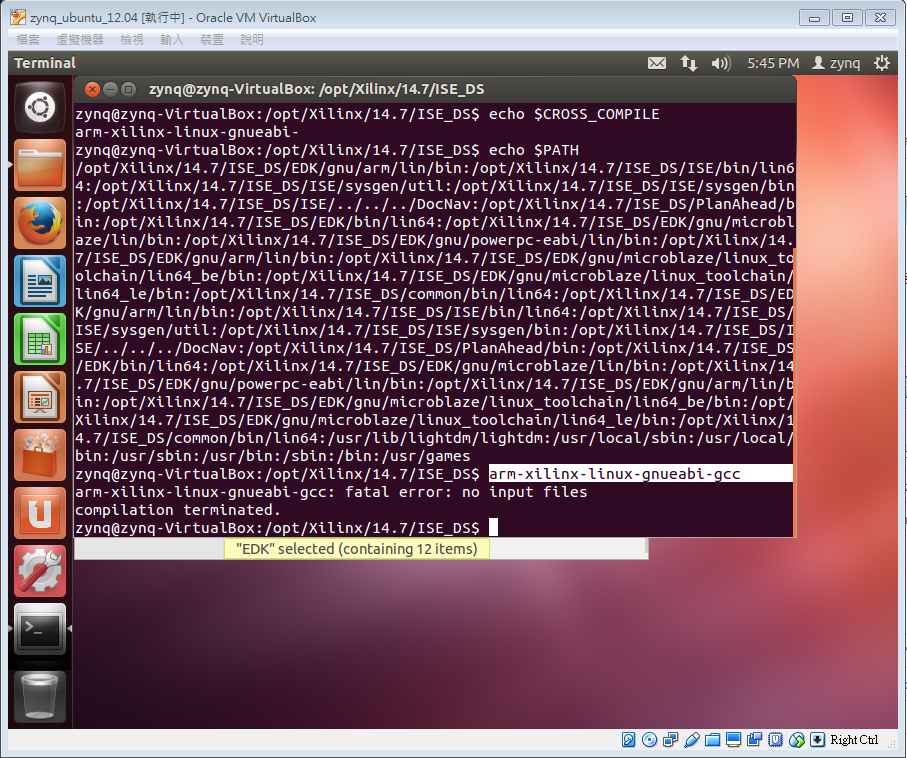 zynq_ubuntu_12.04 [執行中] - Oracle VM VirtualBox
檔案 虛擬機器 檢視 輸入 裝置 說明
Terminal 5:45 PM zynq
zynq@zynq-VirtualBox: /opt/Xilinx/14.7/ISE_DS
zynq@zynq-VirtualBox:/opt/Xilinx/14.7/ISE_DS$ echo $CROSS_COMPILE
arm-xilinx-linux-gnueabi-
zynq@zynq-VirtualBox:/opt/Xilinx/14.7/ISE_DS$ echo $PATH
/opt/Xilinx/14.7/ISE_DS/EDK/gnu/arm/lin/bin:/opt/Xilinx/14.7/ISE_DS/ISE/bin/lin6
4:/opt/Xilinx/14.7/ISE_DS/ISE/sysgen/util:/opt/Xilinx/14.7/ISE_DS/ISE/sysgen/bin
:/opt/Xilinx/14.7/ISE_DS/ISE/../../../DocNav:/opt/Xilinx/14.7/ISE_DS/PlanAhead/b
in:/opt/Xilinx/14.7/ISE_DS/EDK/bin/lin64:/opt/Xilinx/14.7/ISE_DS/EDK/gnu/microbl
aze/lin/bin:/opt/Xilinx/14.7/ISE_DS/EDK/gnu/powerpc-eabi/lin/bin:/opt/Xilinx/14.
7/ISE_DS/EDK/gnu/arm/lin/bin:/opt/Xilinx/14.7/ISE_DS/EDK/gnu/microblaze/linux_to
olchain/lin64_be/bin:/opt/Xilinx/14.7/ISE_DS/EDK/gnu/microblaze/linux_toolchain/
lin64_le/bin:/opt/Xilinx/14.7/ISE_DS/common/bin/lin64:/opt/Xilinx/14.7/ISE_DS/ED
K/gnu/arm/lin/bin:/opt/Xilinx/14.7/ISE_DS/ISE/bin/lin64:/opt/Xilinx/14.7/ISE_DS/
ISE/sysgen/util:/opt/Xilinx/14.7/ISE_DS/ISE/sysgen/bin:/opt/Xilinx/14.7/ISE_DS/I
SE/../../../DocNav:/opt/Xilinx/14.7/ISE_DS/PlanAhead/bin:/opt/Xilinx/14.7/ISE_DS
/EDK/bin/lin64:/opt/Xilinx/14.7/ISE_DS/EDK/gnu/microblaze/lin/bin:/opt/Xilinx/14
.7/ISE_DS/EDK/gnu/powerpc-eabi/lin/bin:/opt/Xilinx/14.7/ISE_DS/EDK/gnu/arm/lin/b
in:/opt/Xilinx/14.7/ISE_DS/EDK/gnu/microblaze/linux_toolchain/lin64_be/bin:/opt/
Xilinx/14.7/ISE_DS/EDK/gnu/microblaze/linux_toolchain/lin64_le/bin:/opt/Xilinx/1
4.7/ISE_DS/common/bin/lin64:/usr/lib/lightdm/lightdm:/usr/local/sbin:/usr/local/
bin:/usr/sbin:/usr/bin:/sbin:/bin:/usr/games
zynq@zynq-VirtualBox:/opt/Xilinx/14.7/ISE_DS$ arm-xilinx-linux-gnueabi-gcc
arm-xilinx-linux-gnueabi-gcc: fatal error: no input files
compilation terminated.
zynq@zynq-VirtualBox:/opt/Xilinx/14.7/ISE_DS$
"EDK" selected (containing 12 items)
Right Ctrl